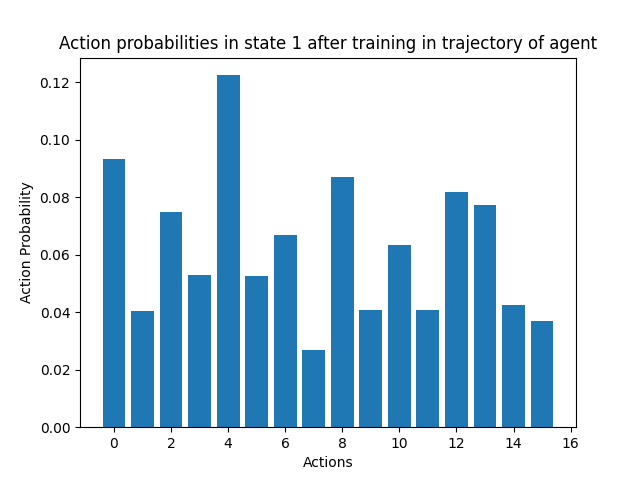 Action probabilities in state 1 after training in trajectory of agent
0.12
0.10
0.08
0.06
0.04
0.02
0.00
Action Probability
0 2 4 6 8 10 12 14 16
Actions